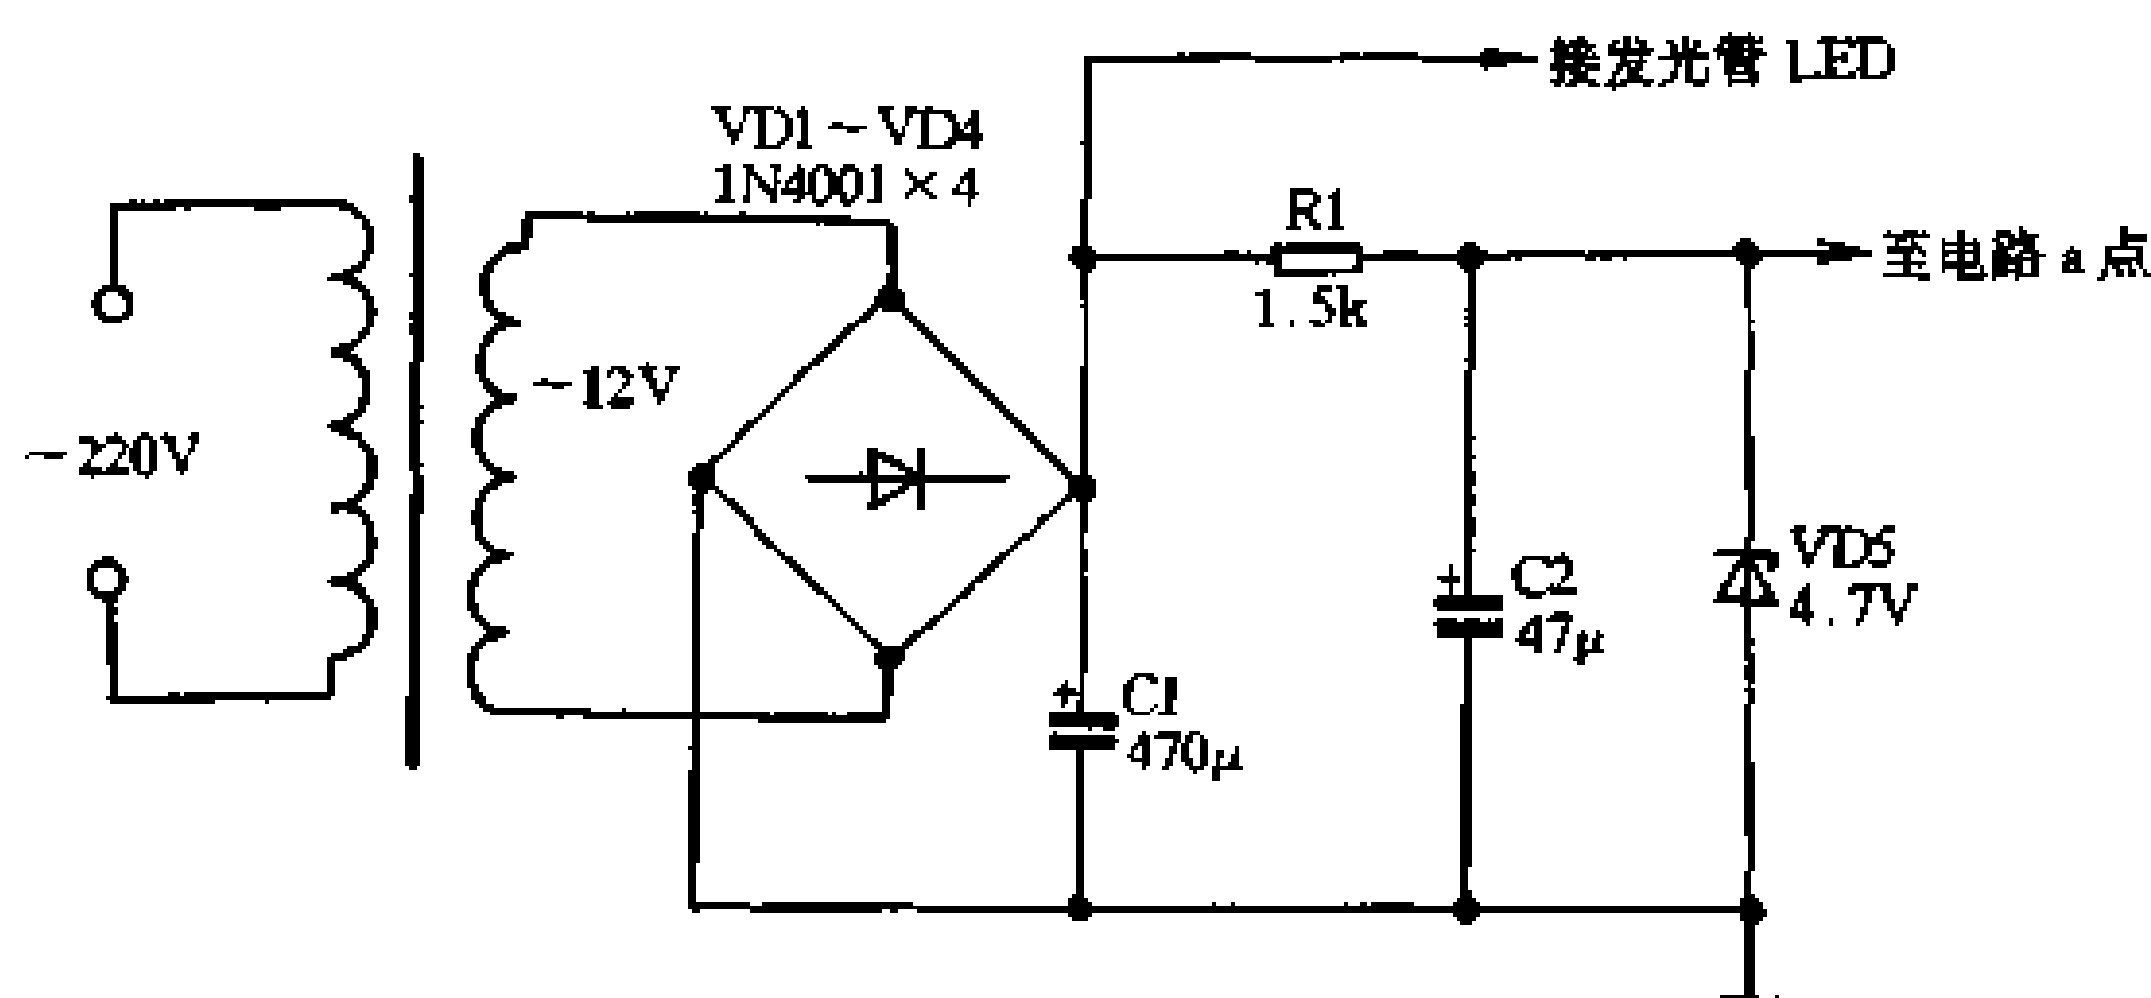 接发光管 LED
VD1～VD4
1N4001×4
R1
至电路 a 点
1.5k
～12V
～220V
VD5
4.7V
+
C2
47μ
+
C1
470μ